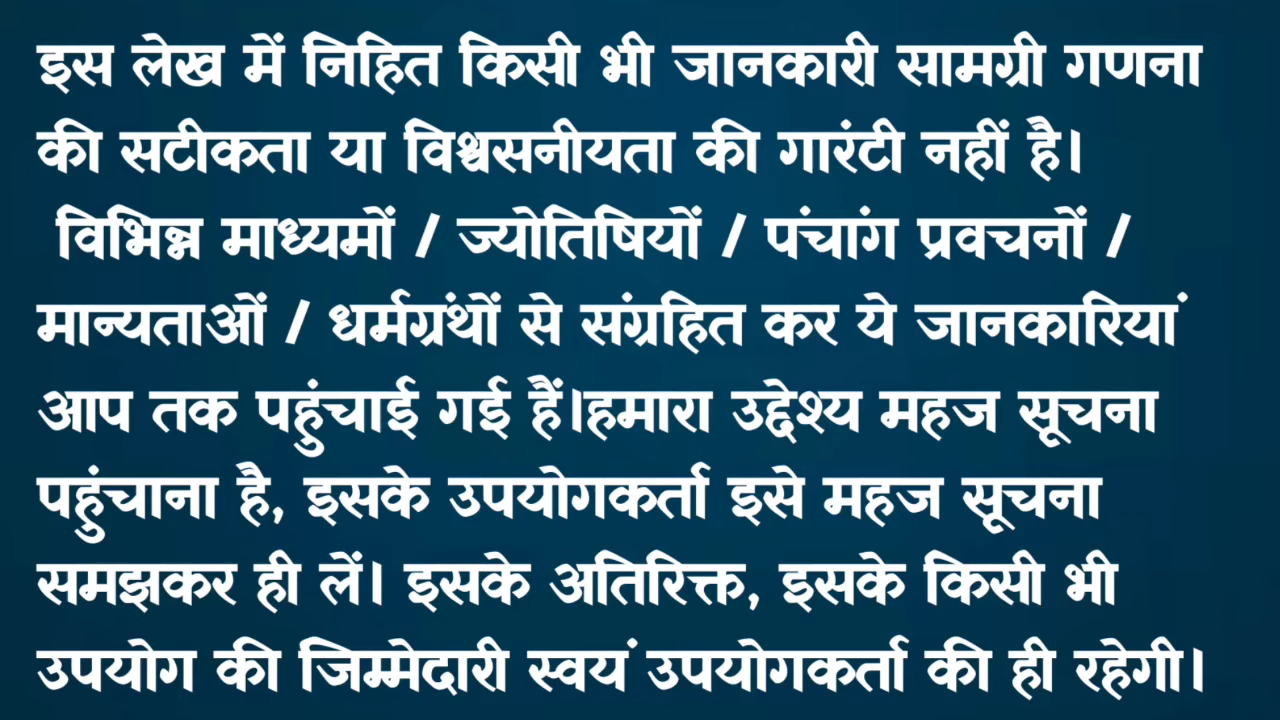 इस लेख में निहित किसी भी जानकारी सामग्री गणना
की सटीकता या विश्वसनीयता की गारंटी नहीं है।
विभिन्न माध्यमों / ज्योतिषियों / पंचांग प्रवचनों /
मान्यताओं / धर्मग्रंथों से संग्रहित कर ये जानकारियां
आप तक पहुंचाई गई हैं।हमारा उद्देश्य महज सूचना
पहुंचाना है, इसके उपयोगकर्ता इसे महज सूचना
समझकर ही लें। इसके अतिरिक्त, इसके किसी भी
उपयोग की जिम्मेदारी स्वयं उपयोगकर्ता की ही रहेगी।